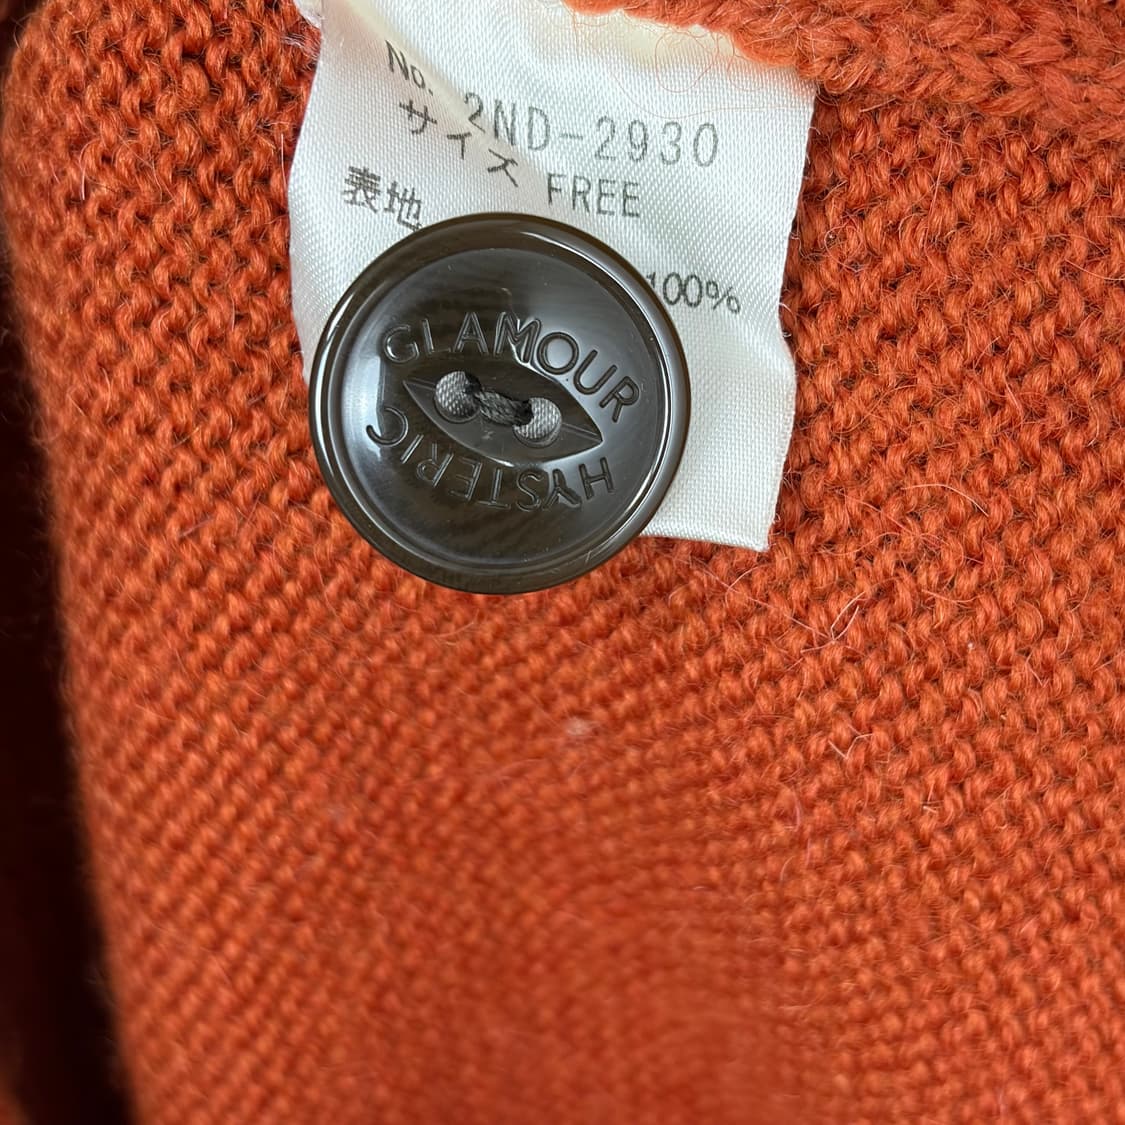 No. 2ND-2930
サイズ FREE
表地
100%
GLAMOUR
HYSTERIC